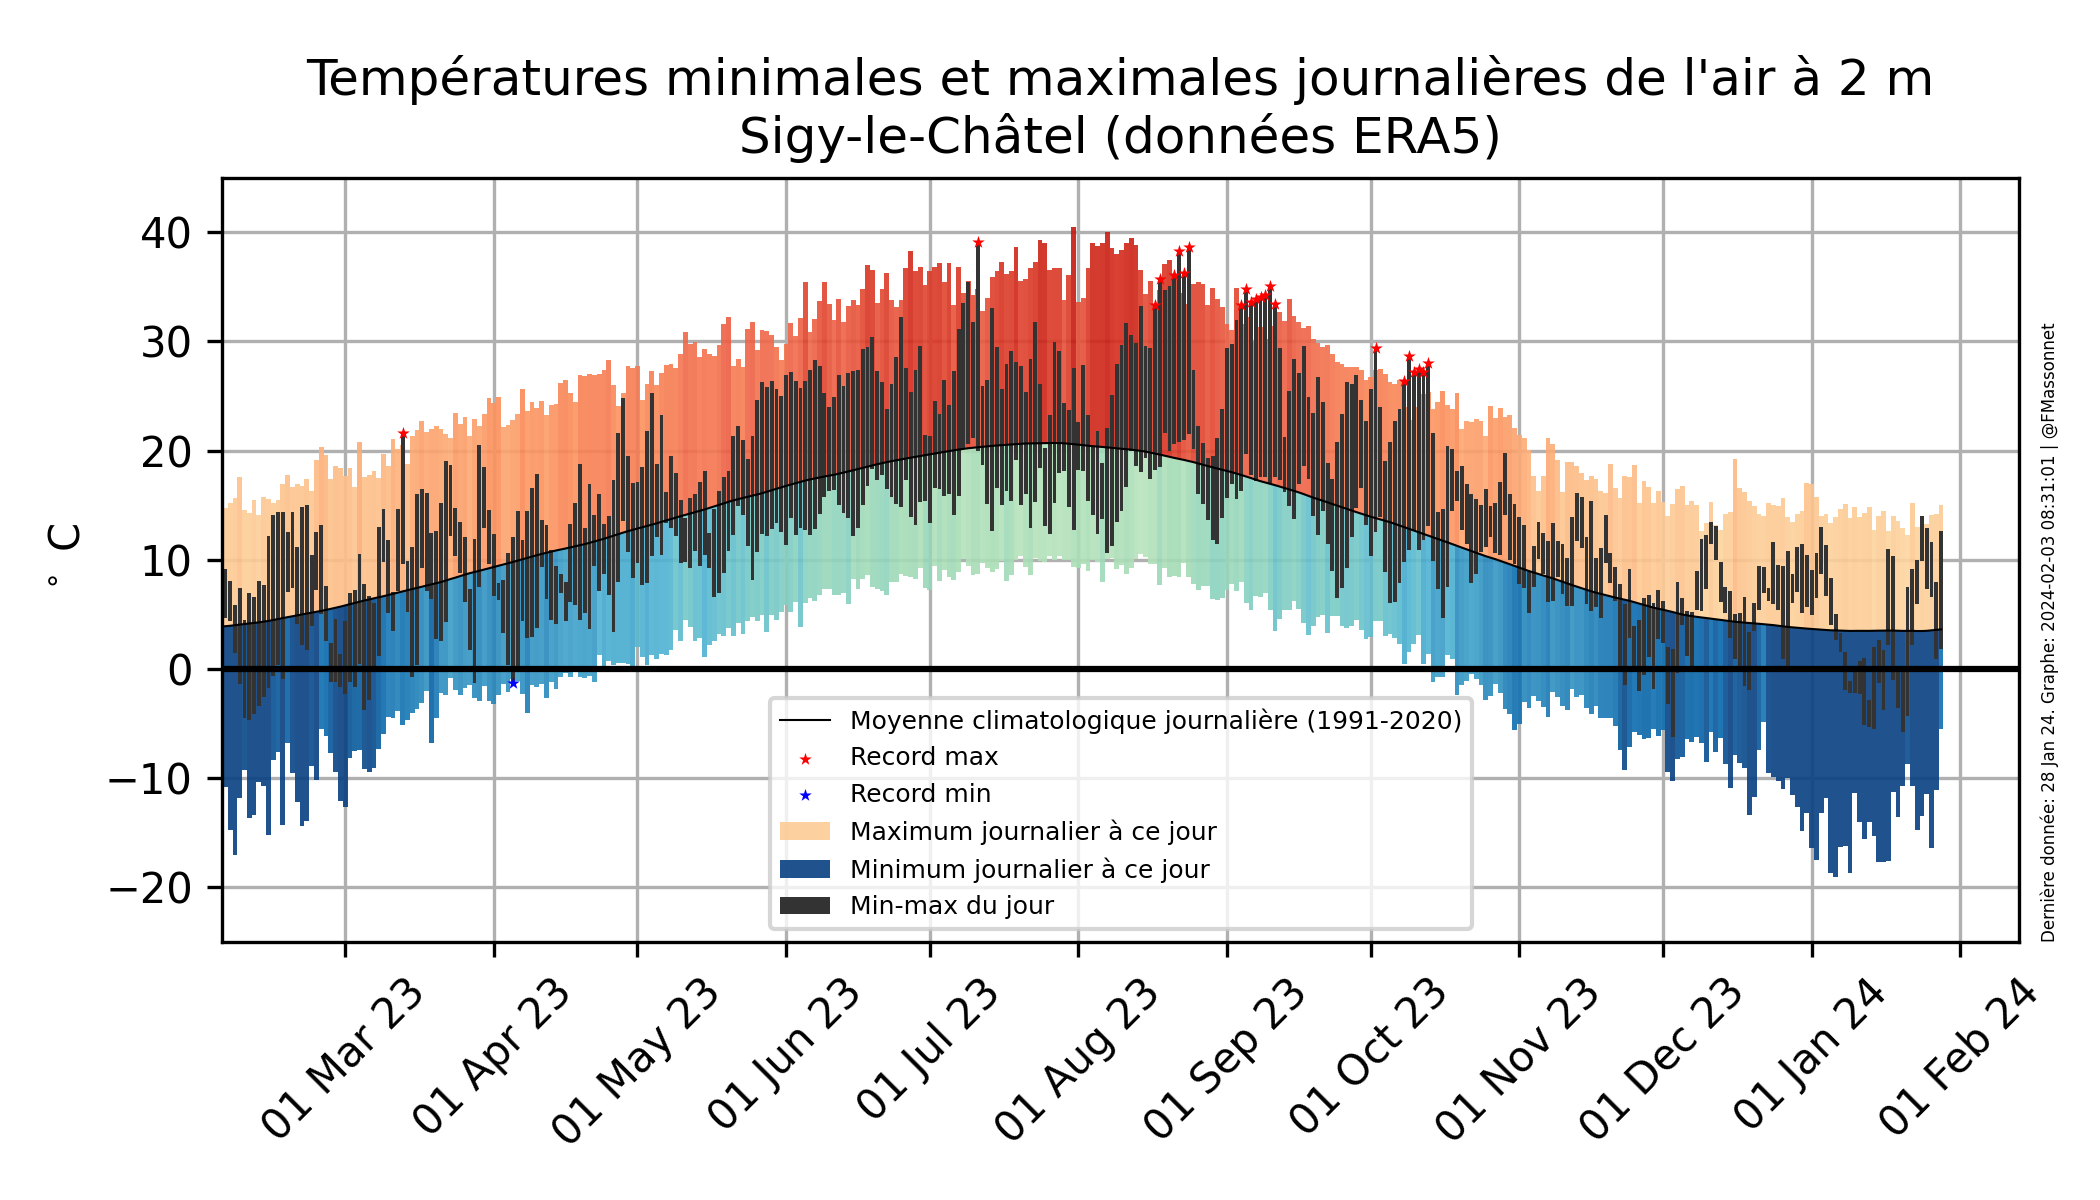 Températures minimales et maximales journalières de l'air à 2 m
Sigy-le-Châtel (données ERA5)
° C
40
30
20
10
0
−10
−20
Moyenne climatologique journalière (1991-2020)
Record max
Record min
Maximum journalier à ce jour
Minimum journalier à ce jour
Min-max du jour
01 Mar 23
01 Apr 23
01 May 23
01 Jun 23
01 Jul 23
01 Aug 23
01 Sep 23
01 Oct 23
01 Nov 23
01 Dec 23
01 Jan 24
01 Feb 24
Dernière donnée: 28 Jan 24. Graphe: 2024-02-03 08:31:01 | @FMassonnet